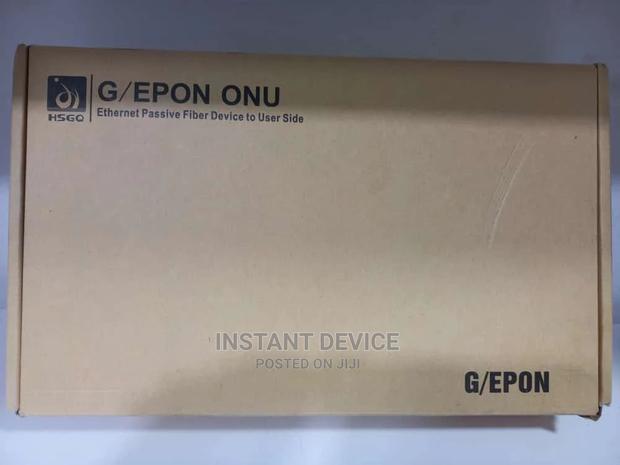 G/EPON ONU
Ethernet Passive Fiber Device to User Side
HSGQ
INSTANT DEVICE
POSTED ON JIJI
G/EPON